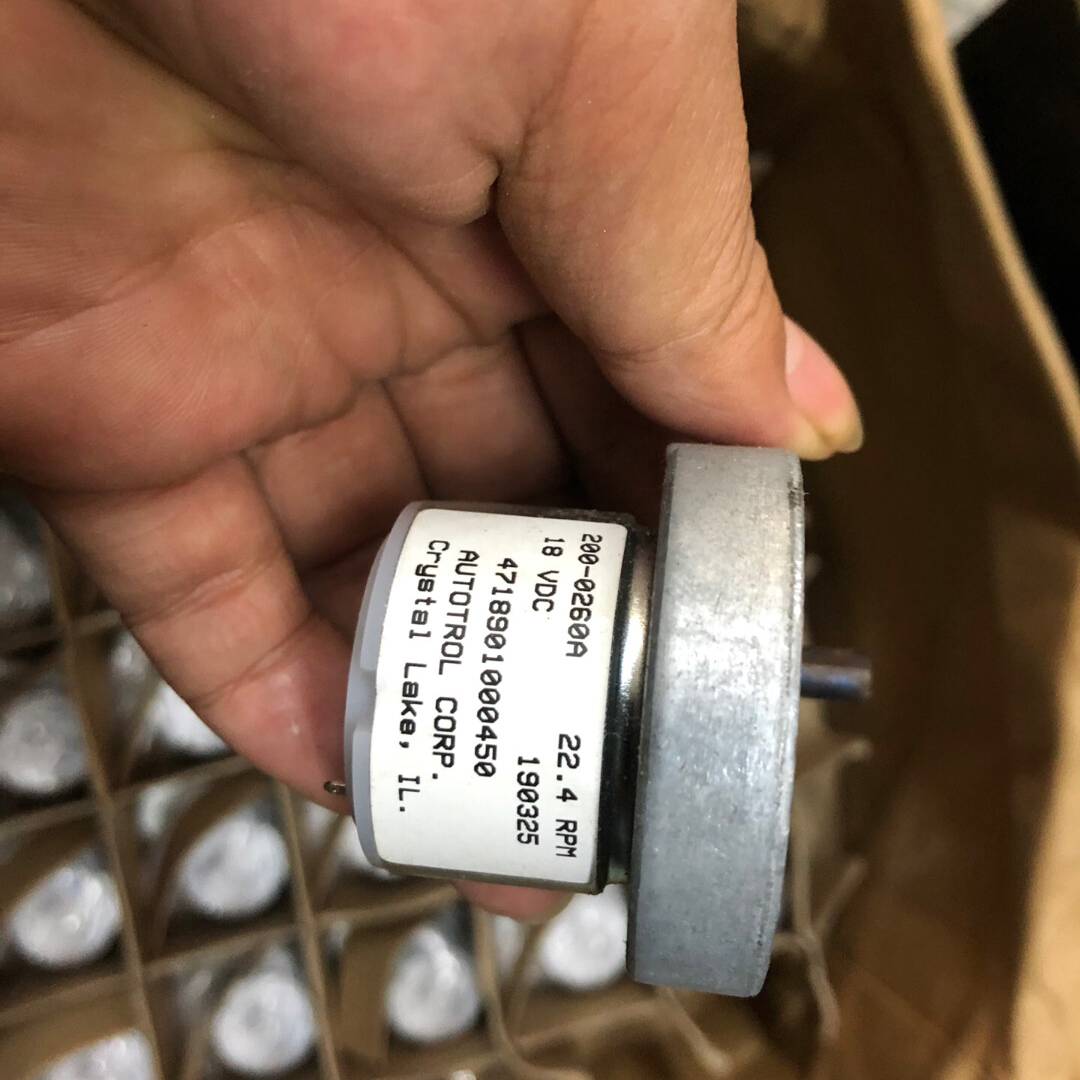 200-0260A 22.4 RPM
18 VDC 190325
4718901000450
AUTOTROL CORP.
Crystal Lake, IL.